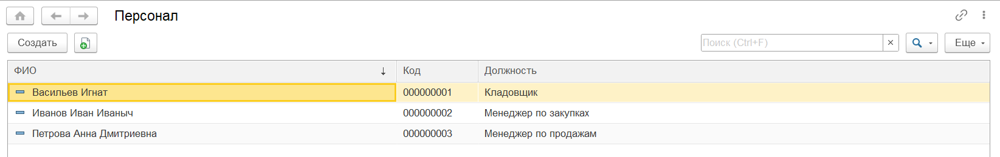 Персонал
Создать Поиск (Ctrl+F) Еще
ФИО Код Должность
Васильев Игнат 000000001 Кладовщик
Иванов Иван Иваныч 000000002 Менеджер по закупках
Петрова Анна Дмитриевна 000000003 Менеджер по продажам